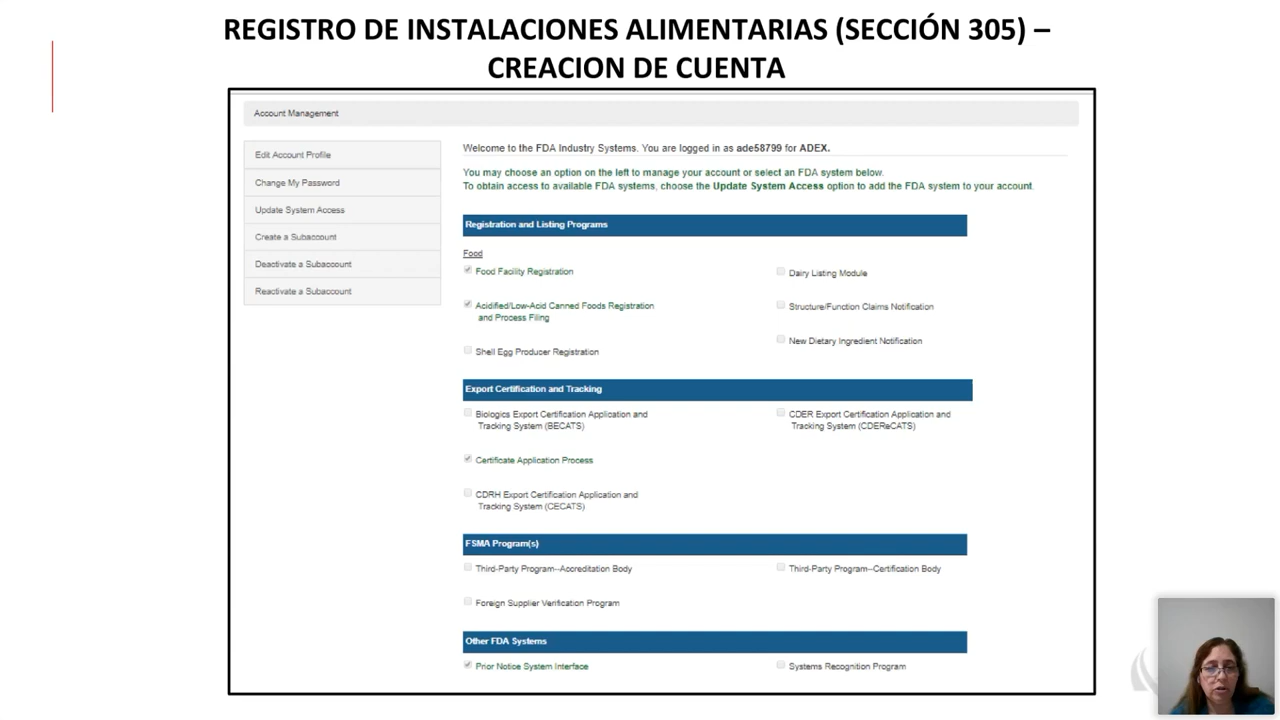 REGISTRO DE INSTALACIONES ALIMENTARIAS (SECCIÓN 305) –
CREACION DE CUENTA
Account Management
Edit Account Profile
Change My Password
Update System Access
Create a Subaccount
Deactivate a Subaccount
Reactivate a Subaccount
Welcome to the FDA Industry Systems. You are logged in as ade58799 for ADEX.
You may choose an option on the left to manage your account or select an FDA system below.
To obtain access to available FDA systems, choose the Update System Access option to add the FDA system to your account.
Registration and Listing Programs
Food
Food Facility Registration
Dairy Listing Module
Acidified/Low-Acid Canned Foods Registration
and Process Filing
Structure/Function Claims Notification
New Dietary Ingredient Notification
Shell Egg Producer Registration
Export Certification and Tracking
Biologics Export Certification Application and
Tracking System (BECATS)
CDER Export Certification Application and
Tracking System (CDEReCATS)
Certificate Application Process
CDRH Export Certification Application and
Tracking System (CECATS)
FSMA Program(s)
Third-Party Program--Accreditation Body
Third-Party Program--Certification Body
Foreign Supplier Verification Program
Other FDA Systems
Prior Notice System Interface
Systems Recognition Program